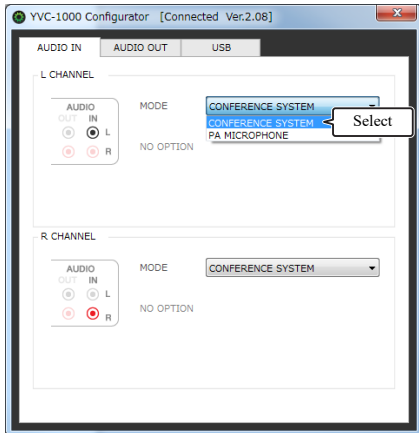 YVC-1000 Configurator [Connected Ver.2.08]
AUDIO IN AUDIO OUT USB
L CHANNEL
AUDIO
OUT IN
L
R
MODE
CONFERENCE SYSTEM
CONFERENCE SYSTEM
PA MICROPHONE
Select
NO OPTION
R CHANNEL
AUDIO
OUT IN
L
R
MODE
CONFERENCE SYSTEM
NO OPTION